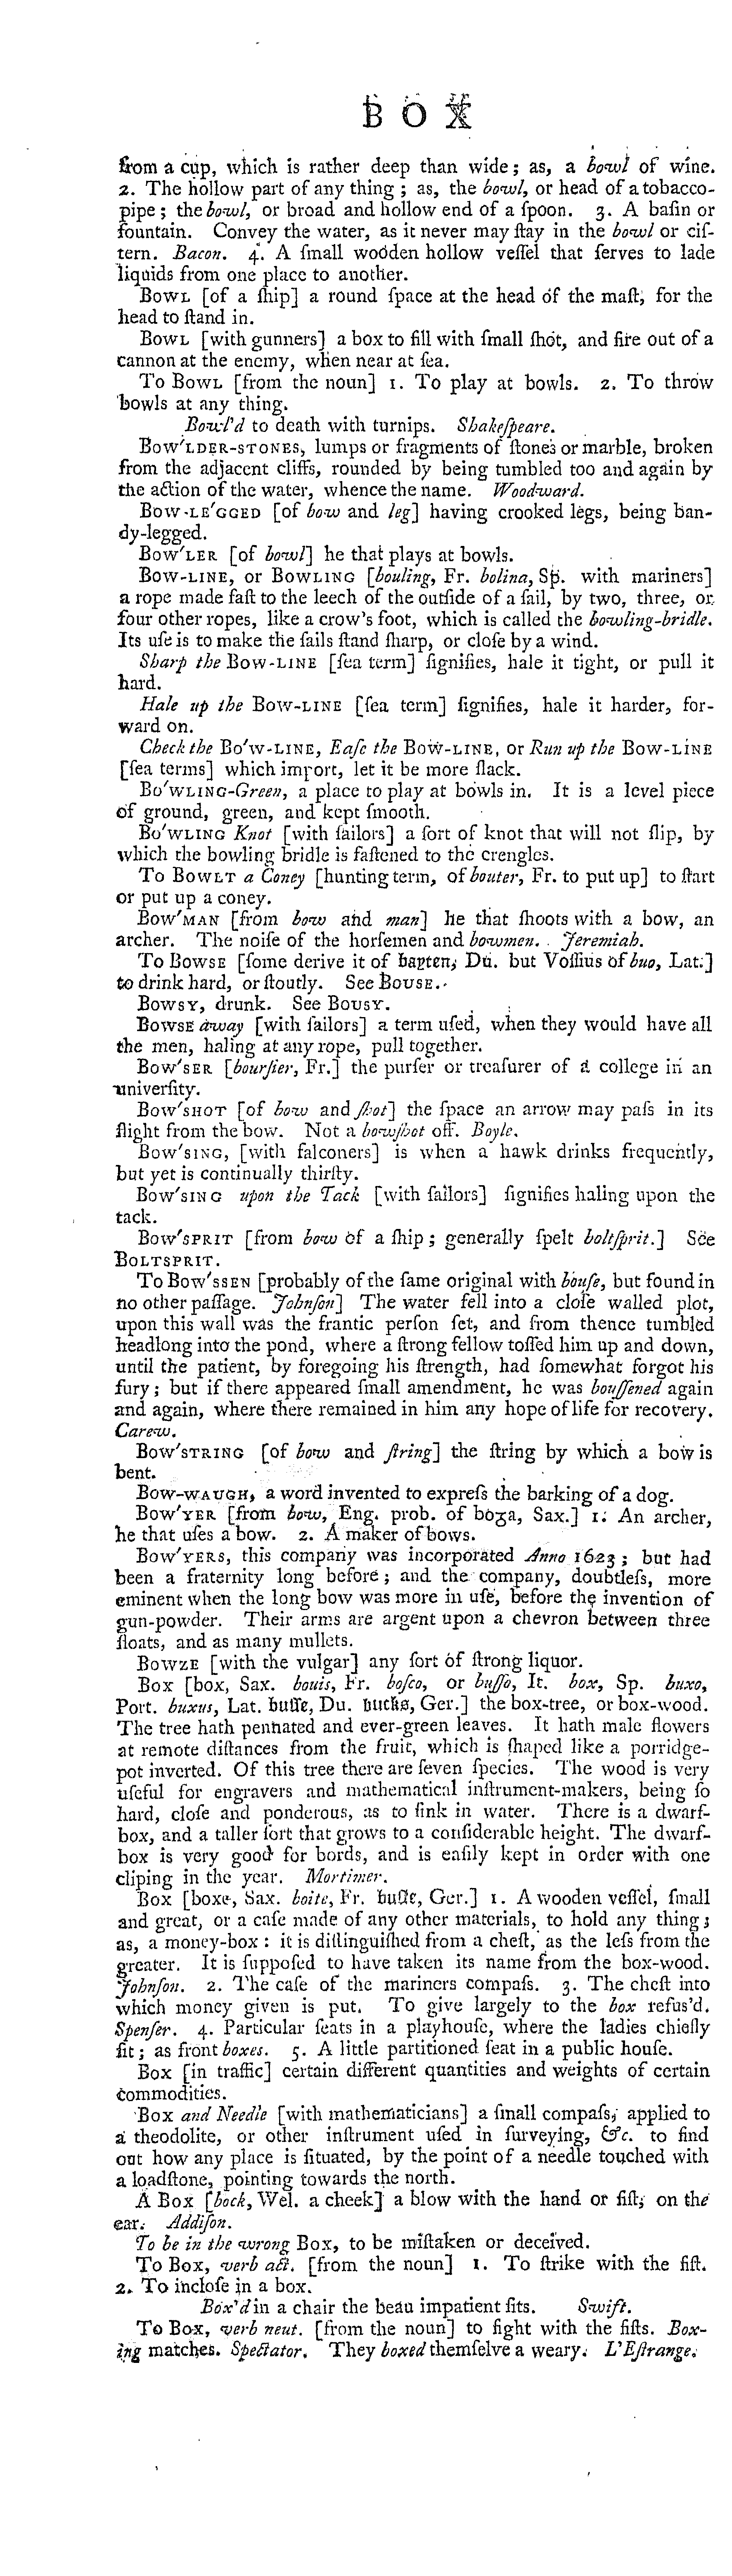 B O X
from a cup, which is rather deep than wide; as, a bowl of wine.
2. The hollow part of any thing; as, the bowl, or head of a tobacco-
pipe; the bowl, or broad and hollow end of a ſpoon. 3. A baſin or
fountain. Convey the water, as it never may ſtay in the bowl or ciſ-
tern. Bacon. 4. A ſmall wooden hollow veſſel that ſerves to lade
liquids from one place to another.
BOWL [of a ſhip] a round ſpace at the head of the maſt, for the
head to ſtand in.
BOWL [with gunners] a box to fill with ſmall ſhot, and fire out of a
cannon at the enemy, when near at ſea.
To BOWL [from the noun] 1. To play at bowls. 2. To throw
bowls at any thing.
Bowl'd to death with turnips. Shakeſpeare.
BOW'LDER-STONES, lumps or fragments of ſtones or marble, broken
from the adjacent cliffs, rounded by being tumbled too and again by
the action of the water, whence the name. Woodward.
BOW-LE'GGED [of bow and leg] having crooked legs, being ban-
dy-legged.
BOW'LER [of bowl] he that plays at bowls.
BOW-LINE, or BOWLING [bouling, Fr. bolina, Sp. with mariners]
a rope made faſt to the leech of the outſide of a ſail, by two, three, or
four other ropes, like a crow's foot, which is called the bowling-bridle.
Its uſe is to make the ſails ſtand ſharp, or cloſe by a wind.
Sharp the BOW-LINE [ſea term] ſignifies, hale it tight, or pull it
hard.
Hale up the BOW-LINE [ſea term] ſignifies, hale it harder, for-
ward on.
Check the BO'W-LINE, Eaſe the BOW-LINE, or Run up the BOW-LINE
[ſea terms] which import, let it be more ſlack.
BO'WLING-Green, a place to play at bowls in. It is a level piece
of ground, green, and kept ſmooth.
BO'WLING Knot [with ſailors] a ſort of knot that will not ſlip, by
which the bowling bridle is faſtened to the crengles.
To BOWLT a Coney [hunting term, of bouter, Fr. to put up] to ſtart
or put up a coney.
BOW'MAN [from bow and man] he that ſhoots with a bow, an
archer. The noiſe of the horſemen and bowmen. Jeremiah.
To BOWSE [ſome derive it of Du. but Voſſius of buo, Lat.]
to drink hard, or ſtoutly. See BOUSE.
BOWSY, drunk. See BOUSY.
BOWSE away [with ſailors] a term uſed, when they would have all
the men, haling at any rope, pull together.
BOW'SER [bourſier, Fr.] the purſer or treaſurer of a college in an
univerſity.
BOW'SHOT [of bow and ſhot] the ſpace an arrow may paſs in its
flight from the bow. Not a bowſhot off. Boyle.
BOW'SING, [with falconers] is when a hawk drinks frequently,
but yet is continually thirſty.
BOW'SING upon the Tack [with ſailors] ſignifies haling upon the
tack.
BOW'SPRIT [from bow of a ſhip; generally ſpelt boltſprit.] See
BOLTSPRIT.
To BOW'SSEN [probably of the ſame original with bouſe, but found in
no other paſſage. Johnſon] The water fell into a cloſe walled plot,
upon this wall was the frantic perſon ſet, and from thence tumbled
headlong into the pond, where a ſtrong fellow toſſed him up and down,
until the patient, by foregoing his ſtrength, had ſomewhat forgot his
fury; but if there appeared ſmall amendment, he was bouſſened again
and again, where there remained in him any hope of life for recovery.
Carew.
BOW'STRING [of bow and ſtring] the ſtring by which a bow is
bent.
BOW-WAUGH, a word invented to expreſs the barking of a dog.
BOW'YER [from bow, Eng. prob. of boga, Sax.] 1. An archer,
he that uſes a bow. 2. A maker of bows.
BOW'YERS, this company was incorporated Anno 1623; but had
been a fraternity long before; and the company, doubtleſs, more
eminent when the long bow was more in uſe, before the invention of
gun-powder. Their arms are argent upon a chevron between three
floats, and as many mullets.
BOWZE [with the vulgar] any ſort of ſtrong liquor.
BOX [box, Sax. bouis, Fr. boſco, or buſſo, It. box, Sp. buxo,
Port. buxus, Lat. buſſe, Du. buchs, Ger.] the box-tree, or box-wood.
The tree hath pennated and ever-green leaves. It hath male flowers
at remote diſtances from the fruit, which is ſhaped like a porridge-
pot inverted. Of this tree there are ſeven ſpecies. The wood is very
uſeful for engravers and mathematical inſtrument-makers, being ſo
hard, cloſe and ponderous, as to ſink in water. There is a dwarf-
box, and a taller ſort that grows to a conſiderable height. The dwarf-
box is very good for bords, and is eaſily kept in order with one
cliping in the year. Mortimer.
BOX [boxe, Sax. boite, Fr. buſſe, Ger.] 1. A wooden veſſel, ſmall
and great, or a caſe made of any other materials, to hold any thing;
as, a money-box: it is diſtinguiſhed from a cheſt, as the leſs from the
greater. It is ſuppoſed to have taken its name from the box-wood.
Johnſon. 2. The caſe of the mariners compaſs. 3. The cheſt into
which money given is put. To give largely to the box refus'd.
Spenſer. 4. Particular ſeats in a playhouſe, where the ladies chiefly
ſit; as front boxes. 5. A little partitioned ſeat in a public houſe.
BOX [in traffic] certain different quantities and weights of certain
commodities.
BOX and Needle [with mathematicians] a ſmall compaſs, applied to
a theodolite, or other inſtrument uſed in ſurveying, &c. to find
out how any place is ſituated, by the point of a needle touched with
a loadſtone, pointing towards the north.
A BOX [bock, Wel. a cheek] a blow with the hand or fiſt, on the
ear. Addiſon.
To be in the wrong BOX, to be miſtaken or deceived.
To BOX, verb act. [from the noun] 1. To ſtrike with the fiſt.
2. To incloſe in a box.
Box'd in a chair the beau impatient ſits. Swift.
To BOX, verb neut. [from the noun] to fight with the fiſts. Box-
ing matches. Spectator. They boxed themſelve a weary. L'Eſtrange.